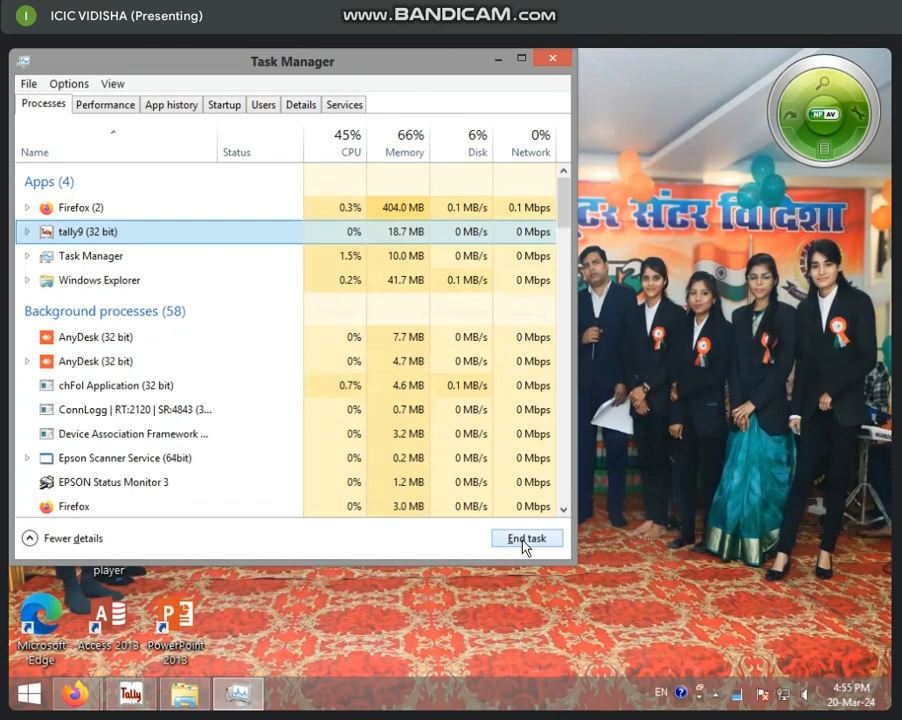 I ICIC VIDISHA (Presenting)
www.BANDICAM.com
Task Manager
File Options View
Processes Performance App history Startup Users Details Services
45% 66% 6% 0%
Name Status CPU Memory Disk Network
Apps (4)
Firefox (2) 0.3% 404.0 MB 0.1 MB/s 0.1 Mbps
tally9 (32 bit) 0% 18.7 MB 0 MB/s 0 Mbps
Task Manager 1.5% 10.0 MB 0 MB/s 0 Mbps
Windows Explorer 0.2% 41.7 MB 0.1 MB/s 0 Mbps
Background processes (58)
AnyDesk (32 bit) 0% 7.7 MB 0 MB/s 0 Mbps
AnyDesk (32 bit) 0% 4.7 MB 0 MB/s 0 Mbps
chFol Application (32 bit) 0.7% 4.6 MB 0.1 MB/s 0 Mbps
ConnLogg | RT:2120 | SR:4843 (3... 0% 0.7 MB 0 MB/s 0 Mbps
Device Association Framework ... 0% 3.2 MB 0 MB/s 0 Mbps
Epson Scanner Service (64bit) 0% 0.2 MB 0 MB/s 0 Mbps
EPSON Status Monitor 3 0% 1.2 MB 0 MB/s 0 Mbps
Firefox 0% 3.0 MB 0 MB/s 0 Mbps
Fewer details End task
NP AV
सेंटर विदिशा
player
Microsoft Edge
Access 2013
PowerPoint 2013
Tally
EN 4:55 PM
20-Mar-24